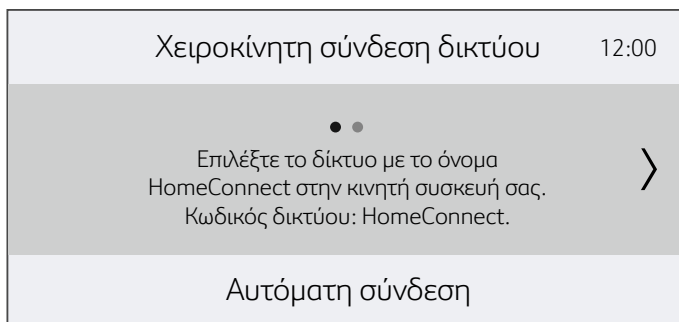 Χειροκίνητη σύνδεση δικτύου 12:00
Επιλέξτε το δίκτυο με το όνομα
HomeConnect στην κινητή συσκευή σας.
Κωδικός δικτύου: HomeConnect.
Αυτόματη σύνδεση